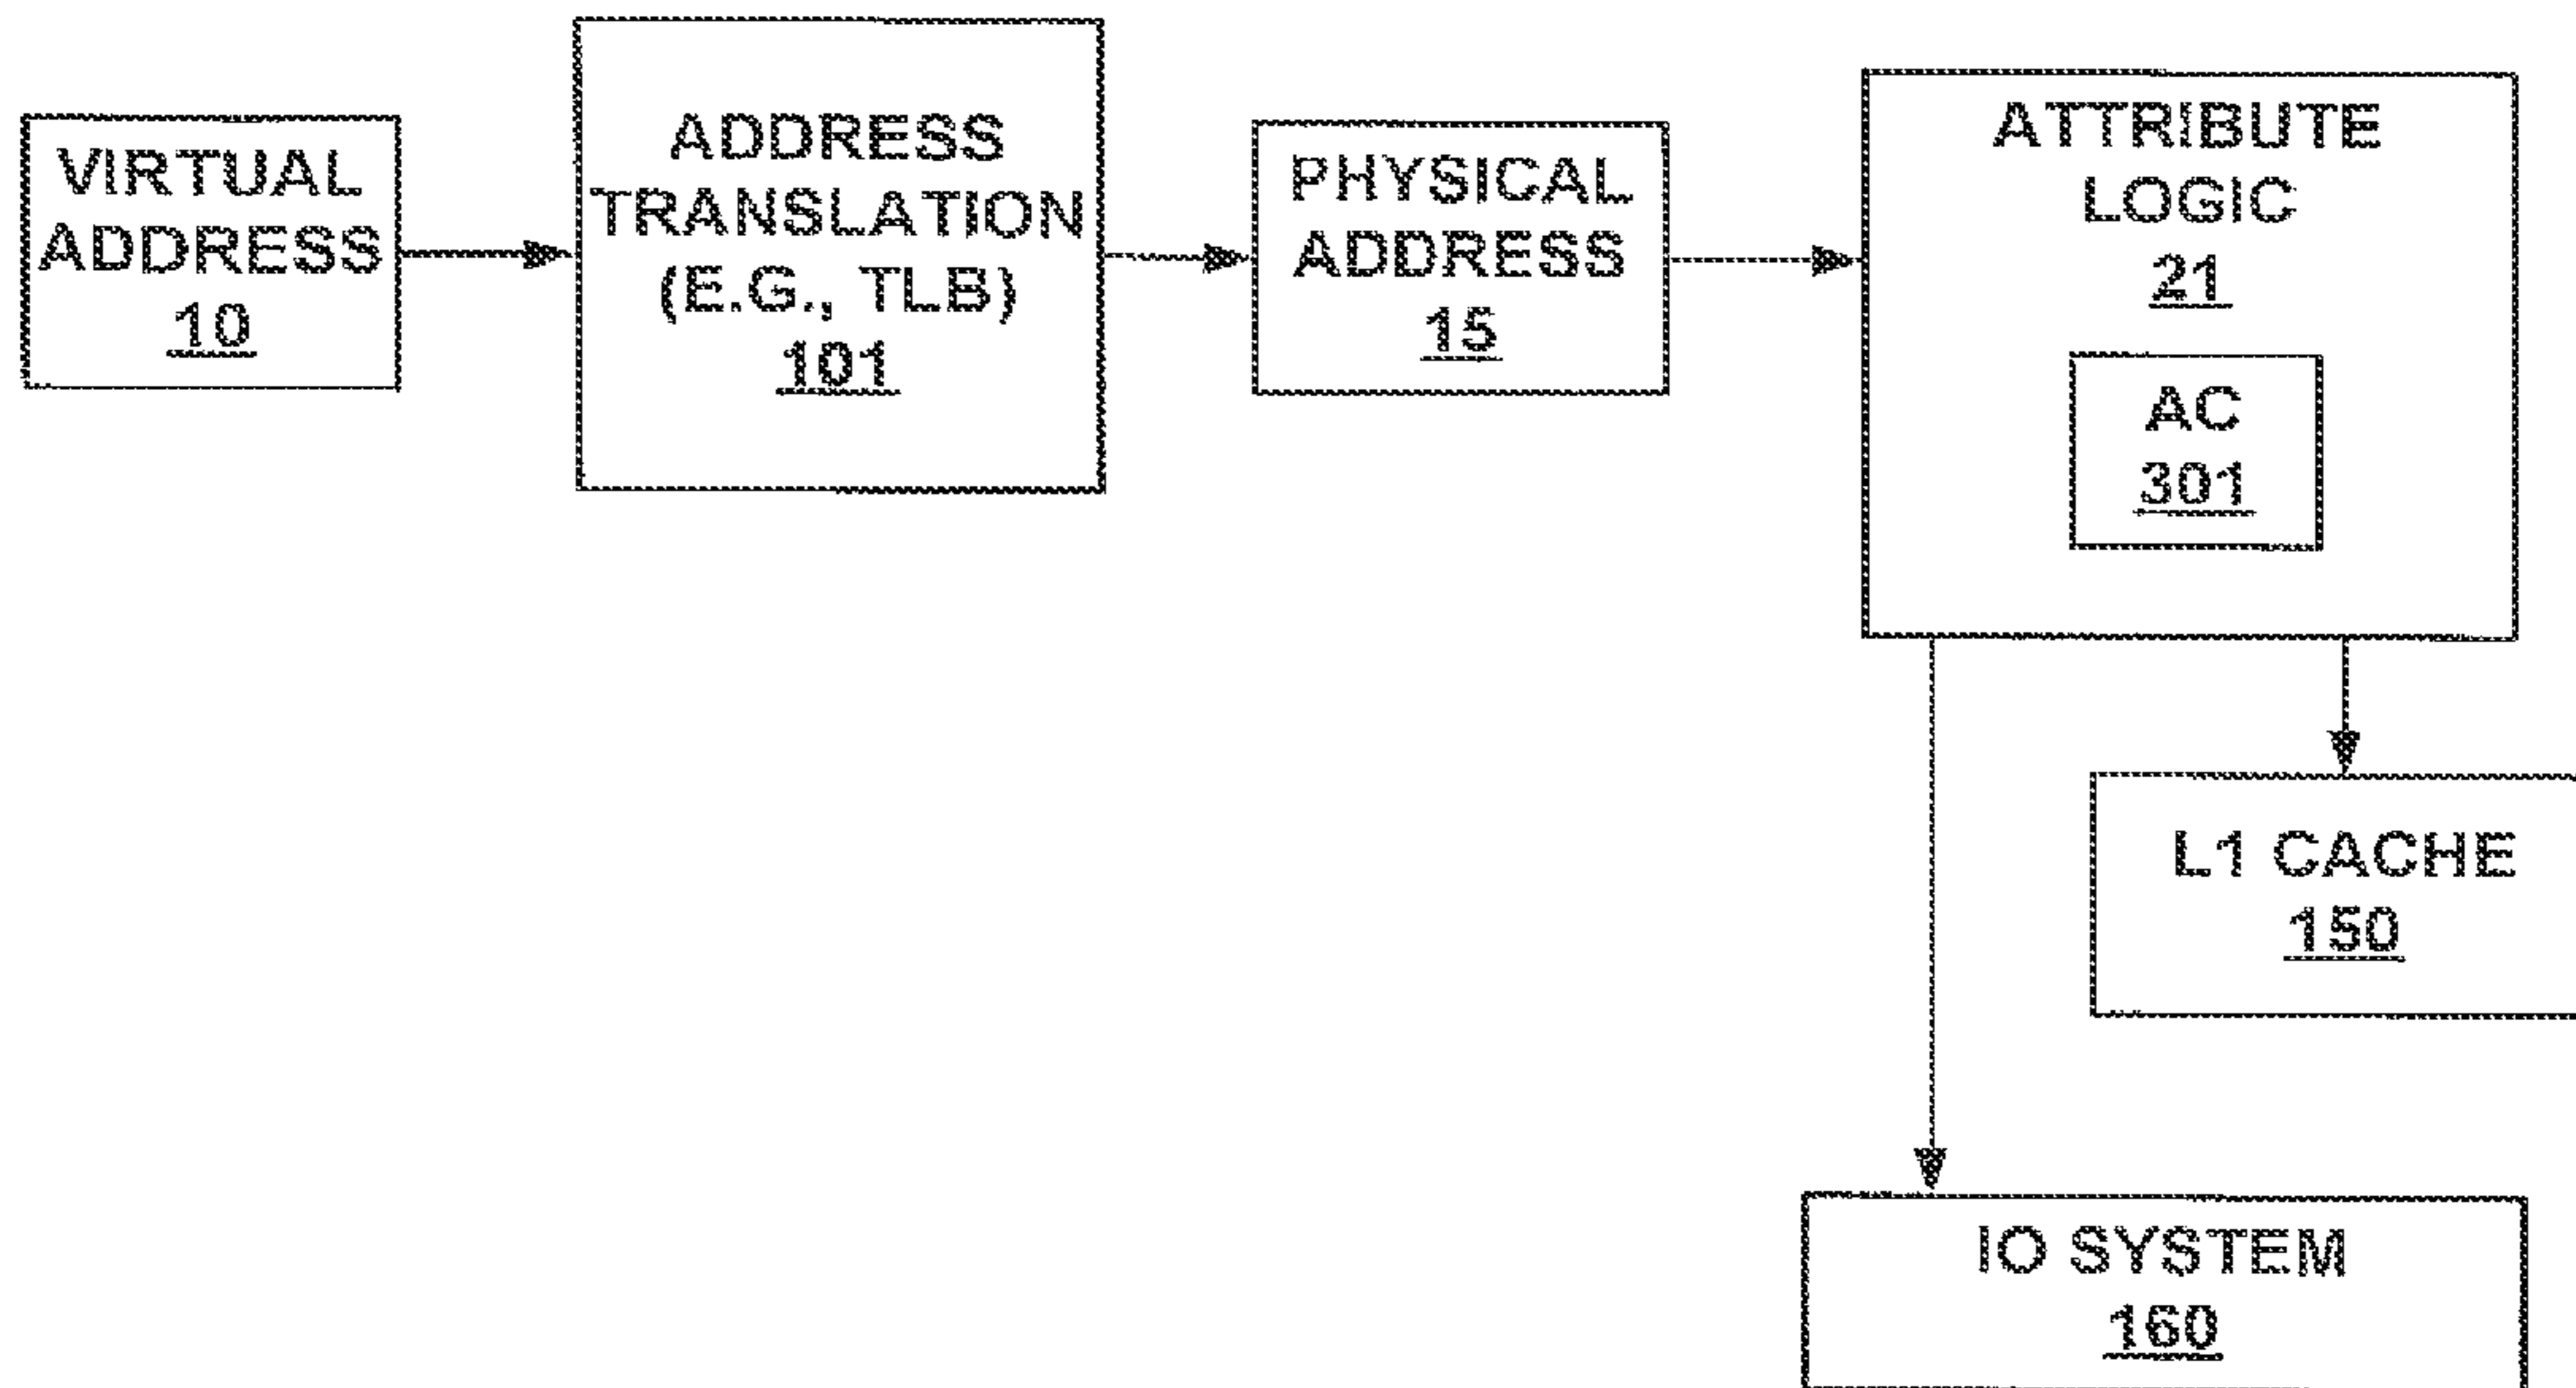 VIRTUAL
ADDRESS
10
ADDRESS
TRANSLATION
(E.G., TLB)
101
PHYSICAL
ADDRESS
15
ATTRIBUTE
LOGIC
21
AC
301
L1 CACHE
150
IO SYSTEM
160